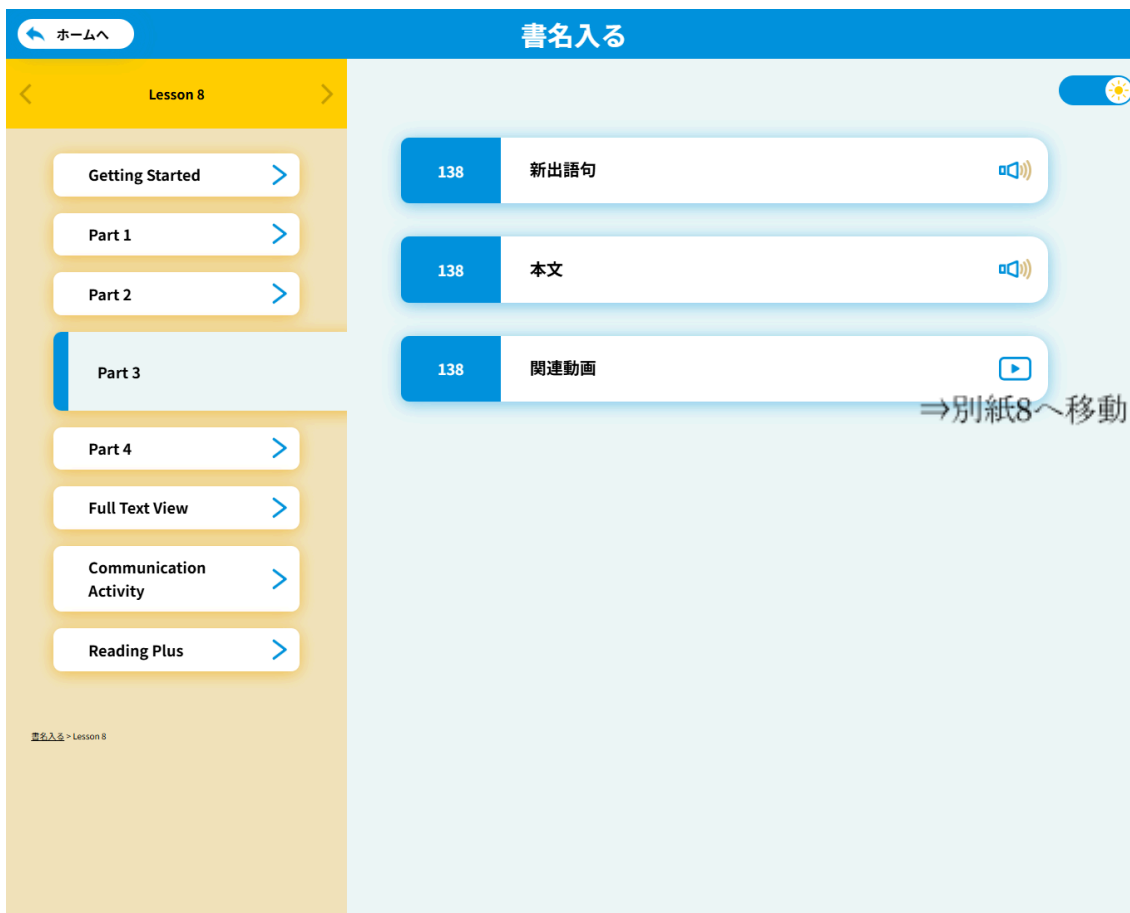 ホームへ
書名入る
Lesson 8
Getting Started
Part 1
Part 2
Part 3
Part 4
Full Text View
Communication
Activity
Reading Plus
書名入る > Lesson 8
138 新出語句
138 本文
138 関連動画
⇒別紙8へ移動